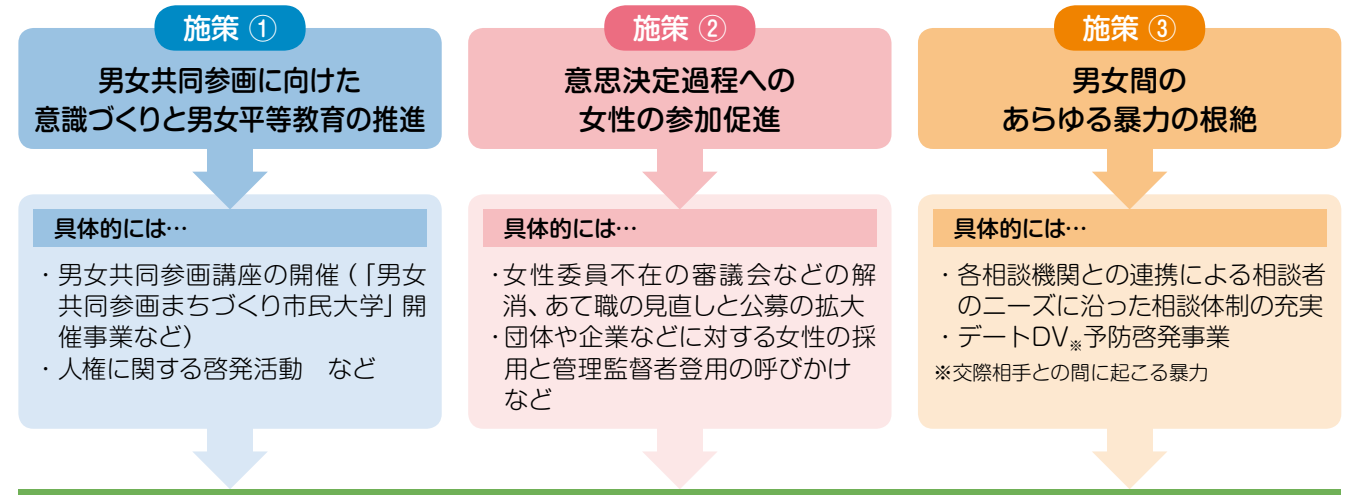 施策 ①
男女共同参画に向けた
意識づくりと男女平等教育の推進
具体的には…
・男女共同参画講座の開催（「男女
共同参画まちづくり市民大学」開
催事業など）
・人権に関する啓発活動　など
施策 ②
意思決定過程への
女性の参加促進
具体的には…
・女性委員不在の審議会などの解
消、あて職の見直しと公募の拡大
・団体や企業などに対する女性の採
用と管理監督者登用の呼びかけ
など
施策 ③
男女間の
あらゆる暴力の根絶
具体的には…
・各相談機関との連携による相談者
のニーズに沿った相談体制の充実
・デートDV※予防啓発事業
※交際相手との間に起こる暴力